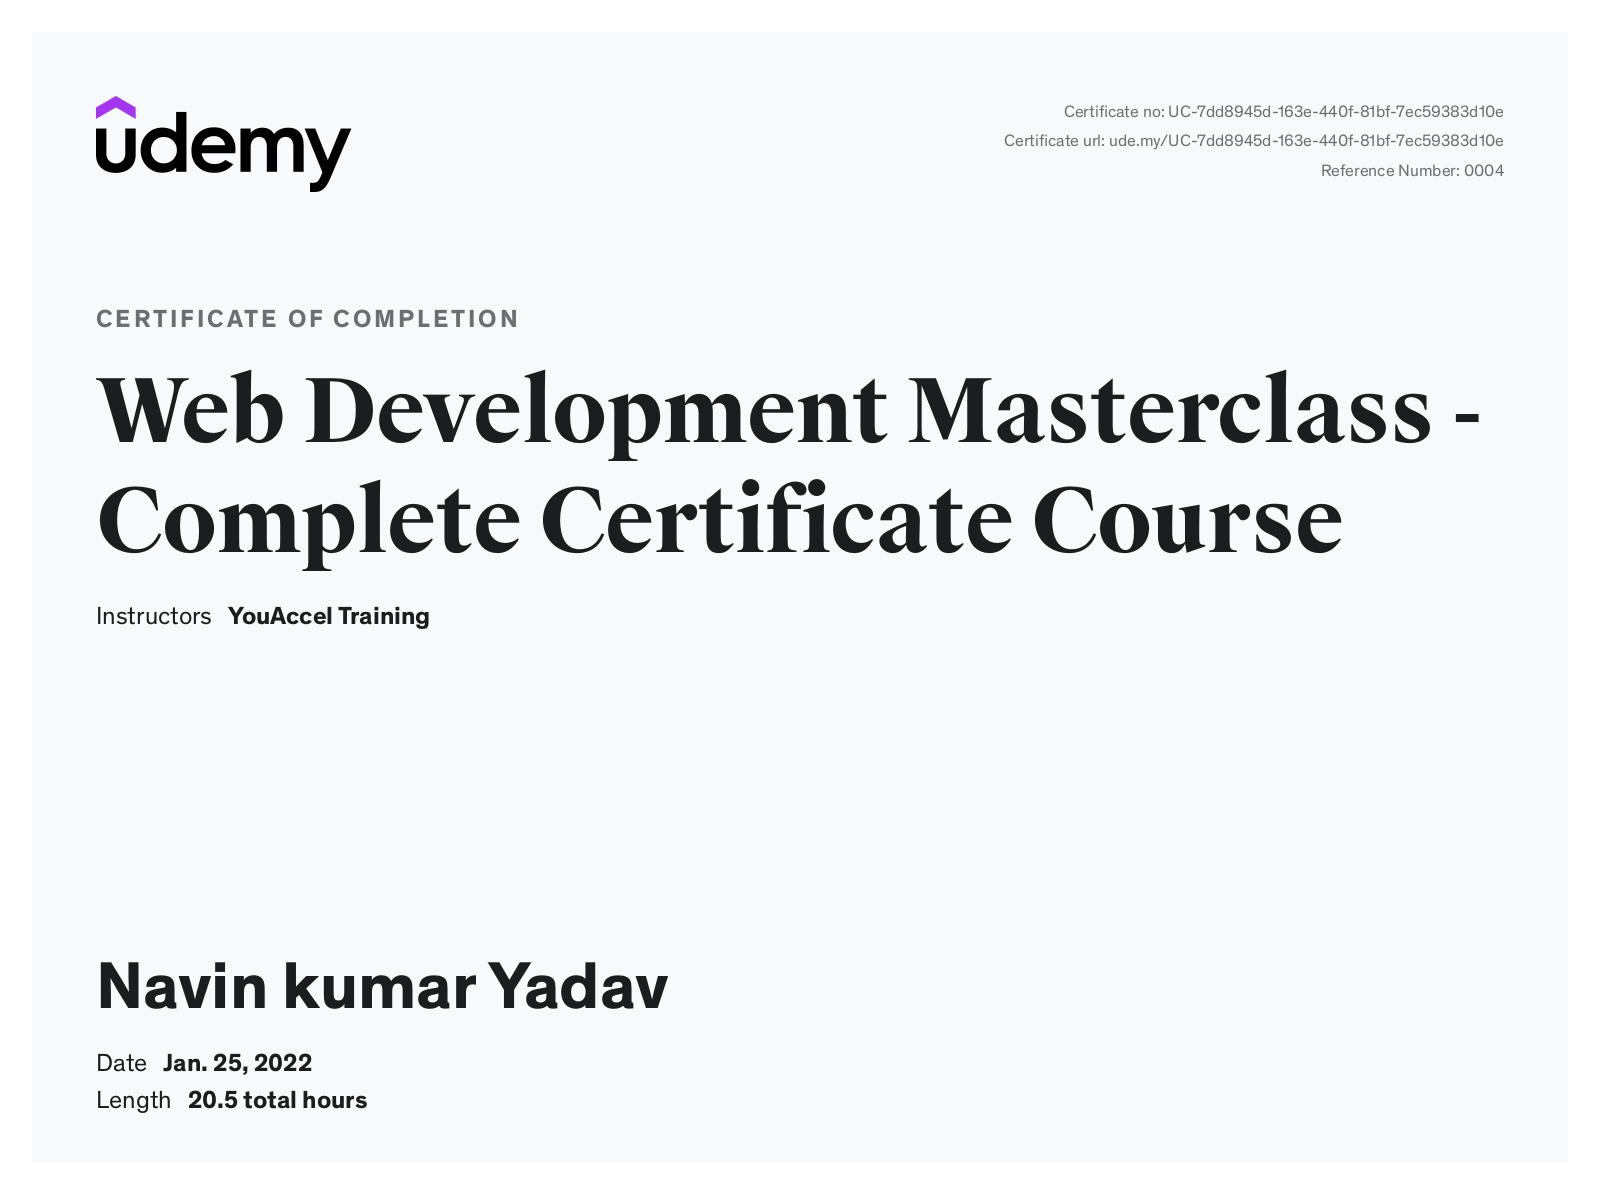 udemy
Certificate no: UC-7dd8945d-163e-440f-81bf-7ec59383d10e
Certificate url: ude.my/UC-7dd8945d-163e-440f-81bf-7ec59383d10e
Reference Number: 0004
CERTIFICATE OF COMPLETION
Web Development Masterclass -
Complete Certificate Course
Instructors YouAccel Training
Navin kumar Yadav
Date Jan. 25, 2022
Length 20.5 total hours